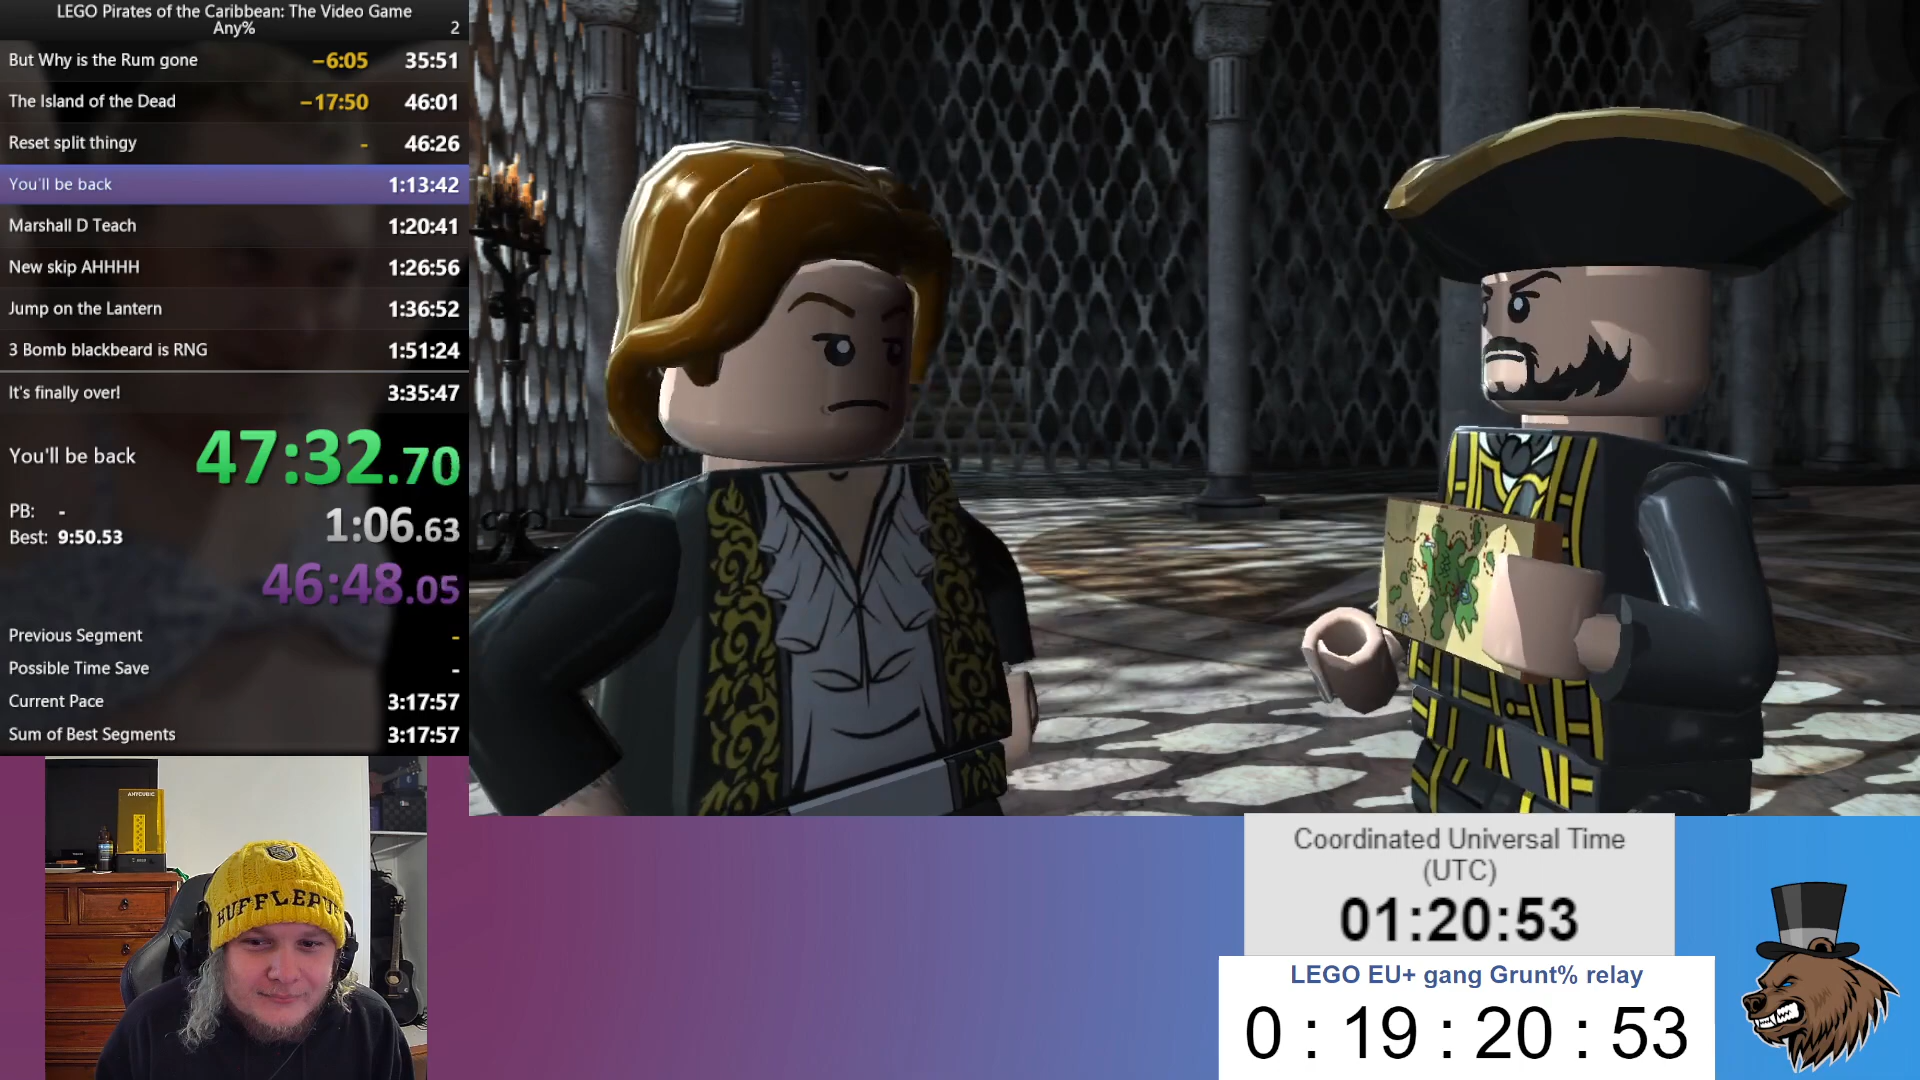 LEGO Pirates of the Caribbean: The Video Game
Any%
2
But Why is the Rum gone −6:05 35:51
The Island of the Dead −17:50 46:01
Reset split thingy - 46:26
You'll be back 1:13:42
Marshall D Teach 1:20:41
New skip AHHHH 1:26:56
Jump on the Lantern 1:36:52
3 Bomb blackbeard is RNG 1:51:24
It's finally over! 3:35:47
You'll be back 47:32.70
PB: -
Best: 9:50.53
1:06.63
46:48.05
Previous Segment -
Possible Time Save -
Current Pace 3:17:57
Sum of Best Segments 3:17:57
ANYCUBIC
HUFFLEPU
Coordinated Universal Time
(UTC)
01:20:53
LEGO EU+ gang Grunt% relay
0 : 19 : 20 : 53